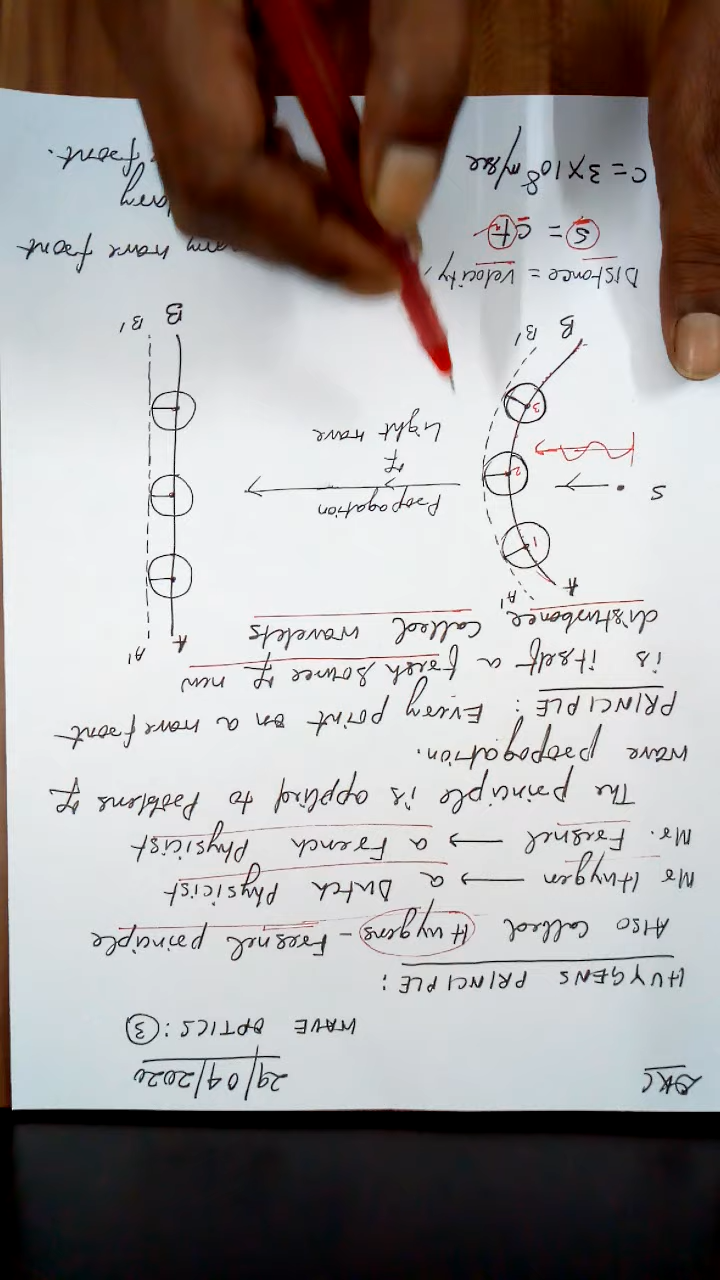 DKC
29/04/2020
WAVE OPTICS: 3
HUYGENS PRINCIPLE:
Also called Huygens - Fresnel principle
Mr Huygen → a Dutch Physicist
Mr. Fresnel → a French Physicist
The principle is applied to Problems of
wave propagation.
PRINCIPLE: Every point on a wave front
is itself a fresh source of new
disturbance called wavelets
A A'
1
S
2
3
B B'
Propagation
of
Light wave
A A'
B B'
Distance = velocity
S = ct
C = 3X10⁸ m/sec
wave front
front.